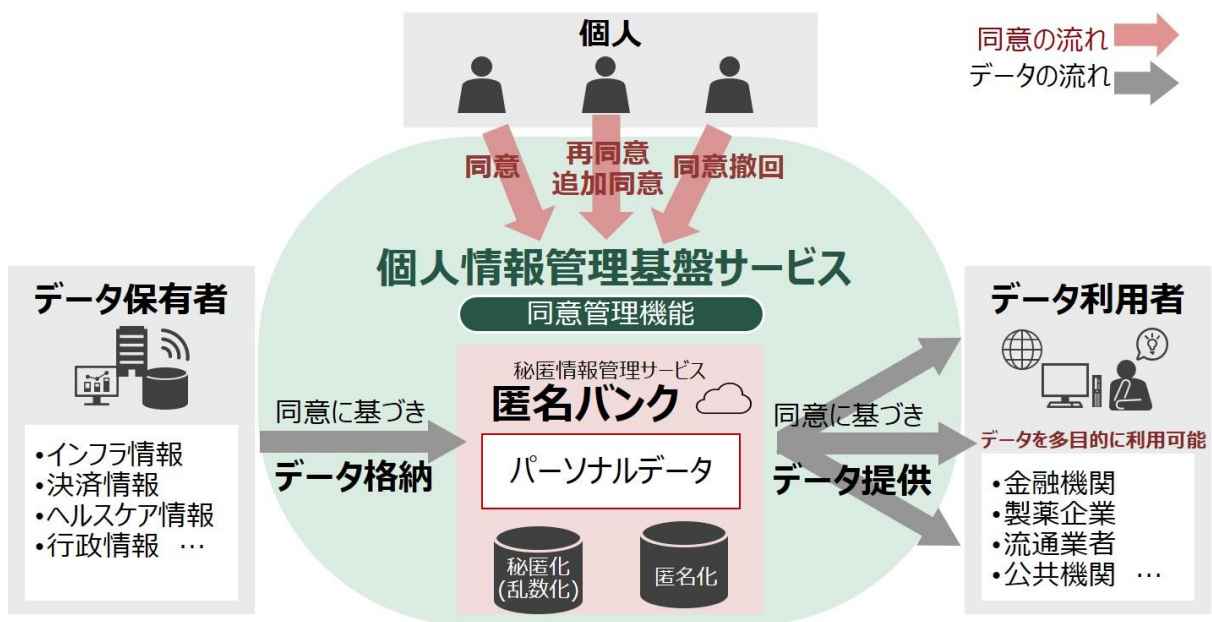 個人
同意の流れ
データの流れ
同意
再同意
追加同意
同意撤回
個人情報管理基盤サービス
同意管理機能
データ保有者
•インフラ情報
•決済情報
•ヘルスケア情報
•行政情報 …
同意に基づき
データ格納
秘匿情報管理サービス
匿名バンク
パーソナルデータ
秘匿化
(乱数化)
匿名化
同意に基づき
データ提供
データ利用者
データを多目的に利用可能
•金融機関
•製薬企業
•流通業者
•公共機関 …